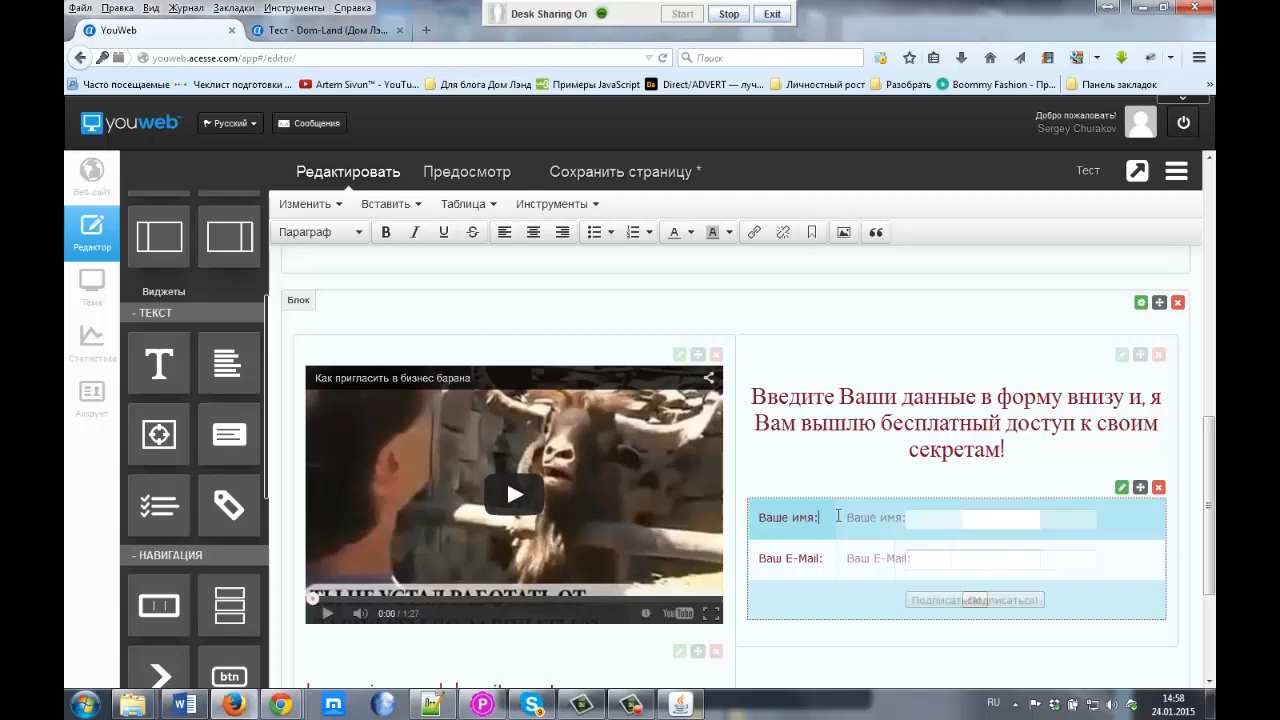 Файл Правка Вид Журнал Закладки Инструменты Справка
Desk Sharing On Start Stop Exit
YouWeb × Тест - Dom-Land (Дом Лэ... × +
youweb.acesse.com/app#/editor/ Поиск
Часто посещаемые Чеклист подготовки ... Artem Sivun™ - YouTu... Для блога Дом Лэнд Примеры JavaScript Direct/ADVERT — луч... Личностный рост Разобрать Boommy Fashion - Пр... Панель закладок
youweb Русский Сообщения
Добро пожаловать!
Sergey Churakov
Веб-сайт
Редактор
Тема
Статистика
Аккаунт
Редактировать Предосмотр Сохранить страницу * Тест
Изменить Вставить Таблица Инструменты
Параграф B I U S A A
Виджеты
- ТЕКСТ
T
- НАВИГАЦИЯ
btn
Блок
Как пригласить в бизнес барана
0:00 / 1:27 YouTube
Введите Ваши данные в форму внизу и, я
Вам вышлю бесплатный доступ к своим
секретам!
Ваше имя: Ваше имя:
Ваш E-Mail: Ваш E-Mail:
Подписаться!
RU 14:58
24.01.2015